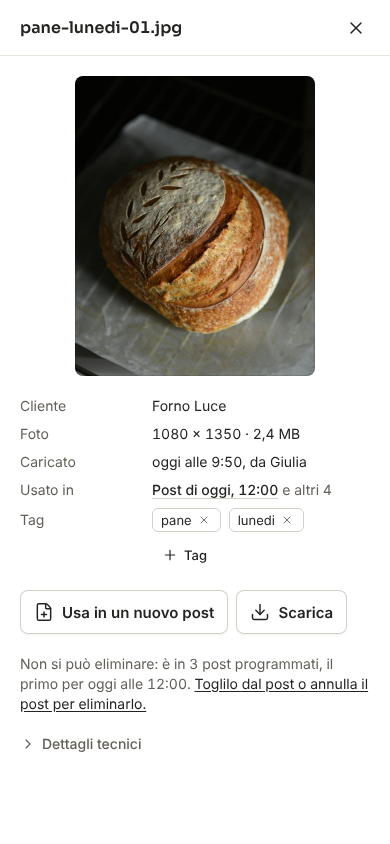 pane-lunedi-01.jpg
Cliente Forno Luce
Foto 1080 × 1350 · 2,4 MB
Caricato oggi alle 9:50, da Giulia
Usato in Post di oggi, 12:00 e altri 4
Tag pane lunedi
Tag
Usa in un nuovo post Scarica
Non si può eliminare: è in 3 post programmati, il
primo per oggi alle 12:00. Toglilo dal post o annulla il
post per eliminarlo.
Dettagli tecnici